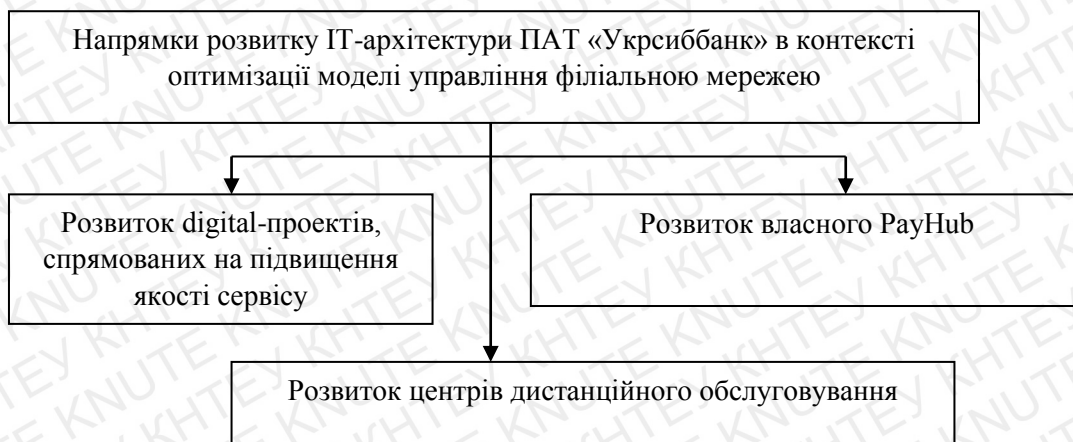 Напрямки розвитку ІТ-архітектури ПАТ «Укрсиббанк» в контексті
оптимізації моделі управління філіальною мережею
Розвиток digital-проектів,
спрямованих на підвищення
якості сервісу
Розвиток власного PayHub
Розвиток центрів дистанційного обслуговування